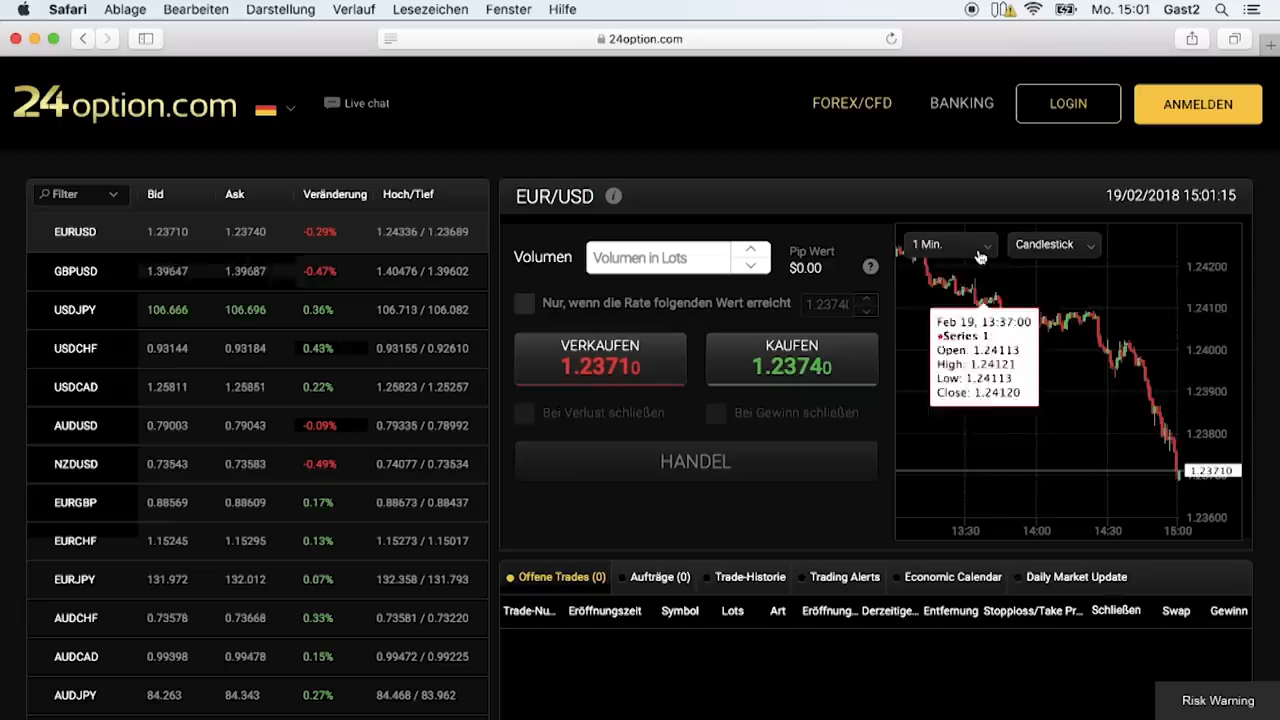 Safari Ablage Bearbeiten Darstellung Verlauf Lesezeichen Fenster Hilfe Mo. 15:01 Gast2
24option.com
24option.com Live chat FOREX/CFD BANKING LOGIN ANMELDEN
Filter Bid Ask Veränderung Hoch/Tief
EURUSD 1.23710 1.23740 -0.29% 1.24336 / 1.23689
GBPUSD 1.39647 1.39687 -0.47% 1.40476 / 1.39602
USDJPY 106.666 106.696 0.36% 106.713 / 106.082
USDCHF 0.93144 0.93184 0.43% 0.93155 / 0.92610
USDCAD 1.25811 1.25851 0.22% 1.25823 / 1.25257
AUDUSD 0.79003 0.79043 -0.09% 0.79335 / 0.78992
NZDUSD 0.73543 0.73583 -0.49% 0.74077 / 0.73534
EURGBP 0.88569 0.88609 0.17% 0.88673 / 0.88437
EURCHF 1.15245 1.15295 0.13% 1.15273 / 1.15017
EURJPY 131.972 132.012 0.07% 132.358 / 131.793
AUDCHF 0.73578 0.73668 0.33% 0.73581 / 0.73220
AUDCAD 0.99398 0.99478 0.15% 0.99472 / 0.99225
AUDJPY 84.263 84.343 0.27% 84.468 / 83.962
EUR/USD 19/02/2018 15:01:15
Volumen Volumen in Lots
Pip Wert
$0.00
Nur, wenn die Rate folgenden Wert erreicht
VERKAUFEN
1.23710
KAUFEN
1.23740
Bei Verlust schließen Bei Gewinn schließen
HANDEL
1 Min. Candlestick
1.24200
1.24100
1.24000
1.23900
1.23800
1.23710
1.23600
Feb 19, 13:37:00
Series 1:
Open: 1.24113
High: 1.24121
Low: 1.24113
Close: 1.24120
13:30 14:00 14:30 15:00
Offene Trades (0) Aufträge (0) Trade-Historie Trading Alerts Economic Calendar Daily Market Update
Trade-Nu... Eröffnungszeit Symbol Lots Art Eröffnung... Derzeitige... Entfernung Stoploss/Take Pr... Schließen Swap Gewinn
Risk Warning